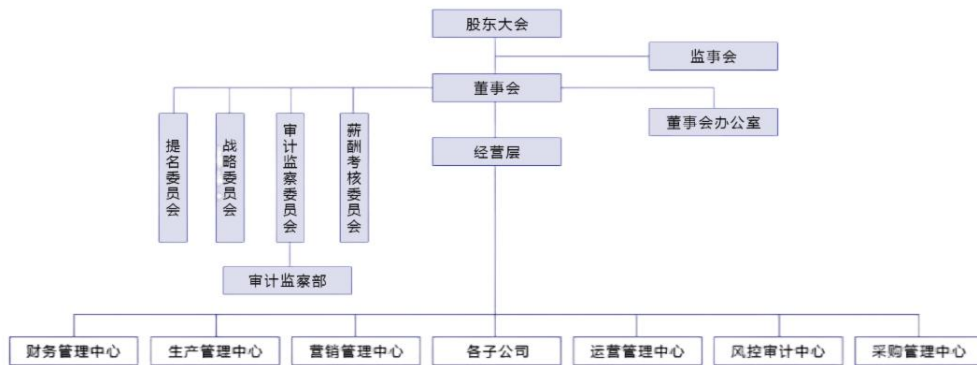 股东大会
监事会
董事会
董事会办公室
经营层
提名委员会
战略委员会
审计监察委员会
薪酬考核委员会
审计监察部
财务管理中心
生产管理中心
营销管理中心
各子公司
运营管理中心
风控审计中心
采购管理中心